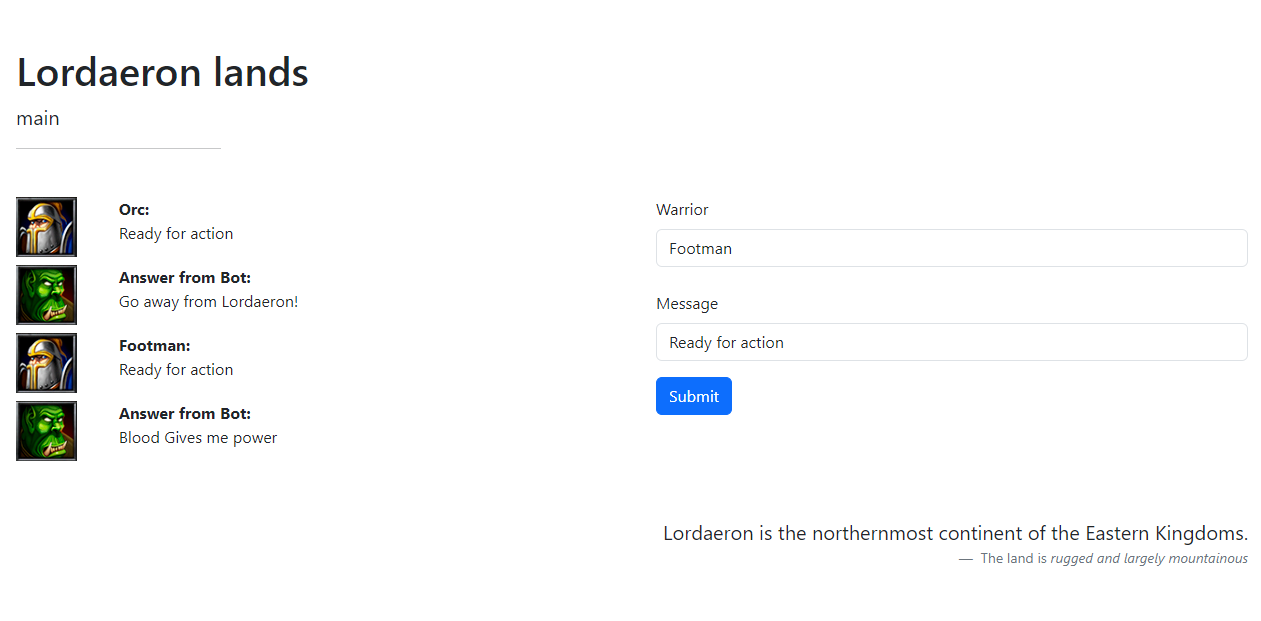 Lordaeron lands
main
Orc:
Ready for action
Answer from Bot:
Go away from Lordaeron!
Footman:
Ready for action
Answer from Bot:
Blood Gives me power
Warrior
Footman
Message
Ready for action
Submit
Lordaeron is the northernmost continent of the Eastern Kingdoms.
— The land is rugged and largely mountainous